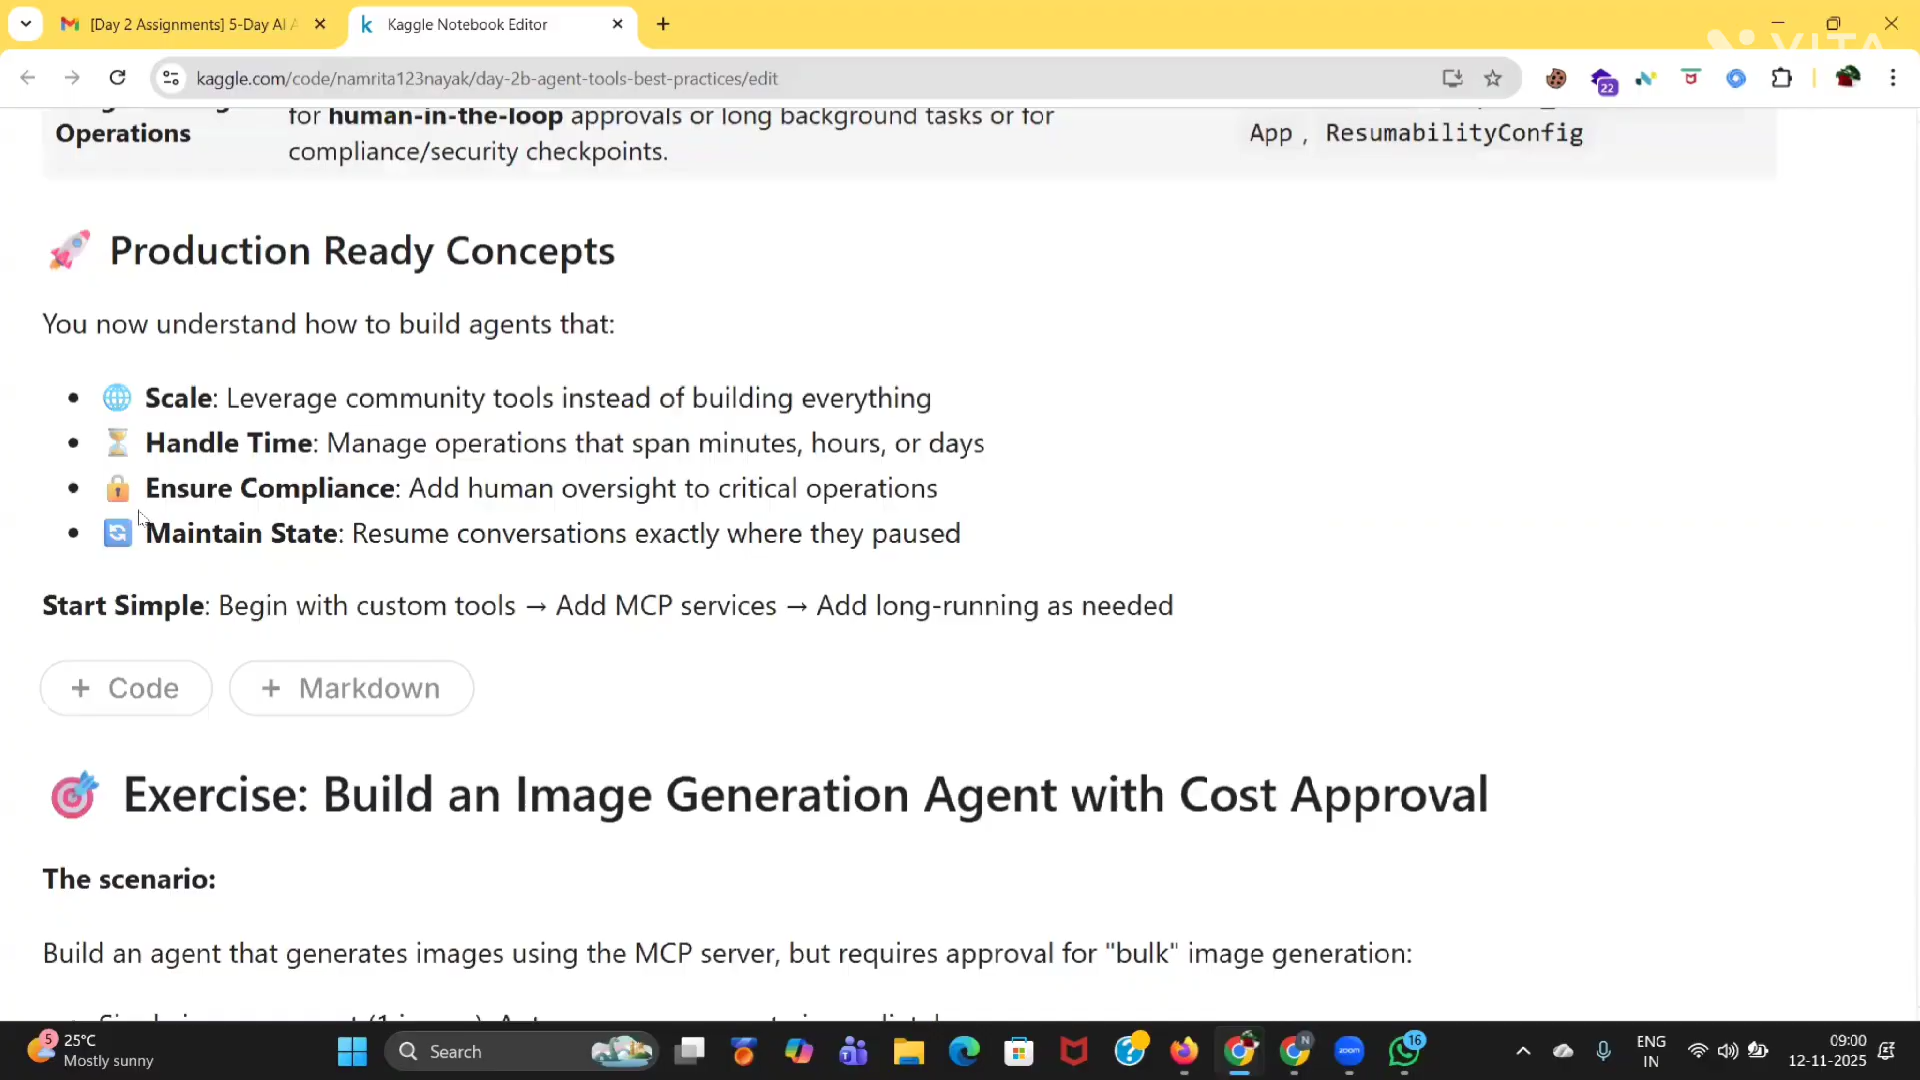 [Day 2 Assignments] 5-Day AI A
Kaggle Notebook Editor
VITA
kaggle.com/code/namrita123nayak/day-2b-agent-tools-best-practices/edit
22
Operations
for human-in-the-loop approvals or long background tasks or for
compliance/security checkpoints.
App , ResumabilityConfig
🚀 Production Ready Concepts
You now understand how to build agents that:
• 🌐 Scale: Leverage community tools instead of building everything
• ⏳ Handle Time: Manage operations that span minutes, hours, or days
• 🔒 Ensure Compliance: Add human oversight to critical operations
• 🔄 Maintain State: Resume conversations exactly where they paused
Start Simple: Begin with custom tools → Add MCP services → Add long-running as needed
+ Code
+ Markdown
🎯 Exercise: Build an Image Generation Agent with Cost Approval
The scenario:
Build an agent that generates images using the MCP server, but requires approval for "bulk" image generation:
5
25°C
Mostly sunny
Search
zoom
N
16
ENG
IN
09:00
12-11-2025